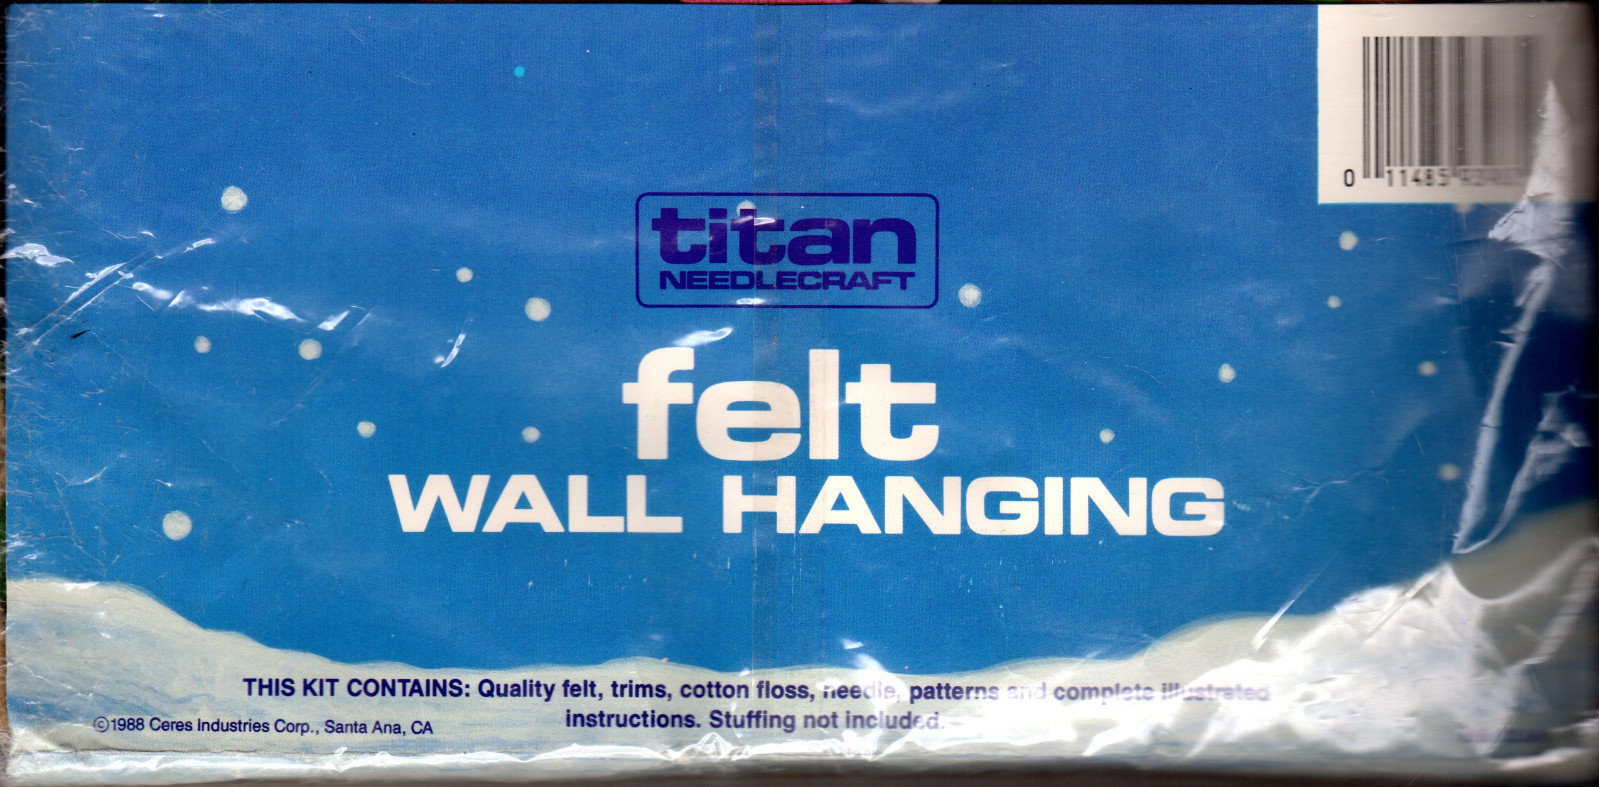 0 11485
titan
NEEDLECRAFT
felt
WALL HANGING
THIS KIT CONTAINS: Quality felt, trims, cotton floss, needle, patterns and complete illustrated
instructions. Stuffing not included.
©1988 Ceres Industries Corp., Santa Ana, CA